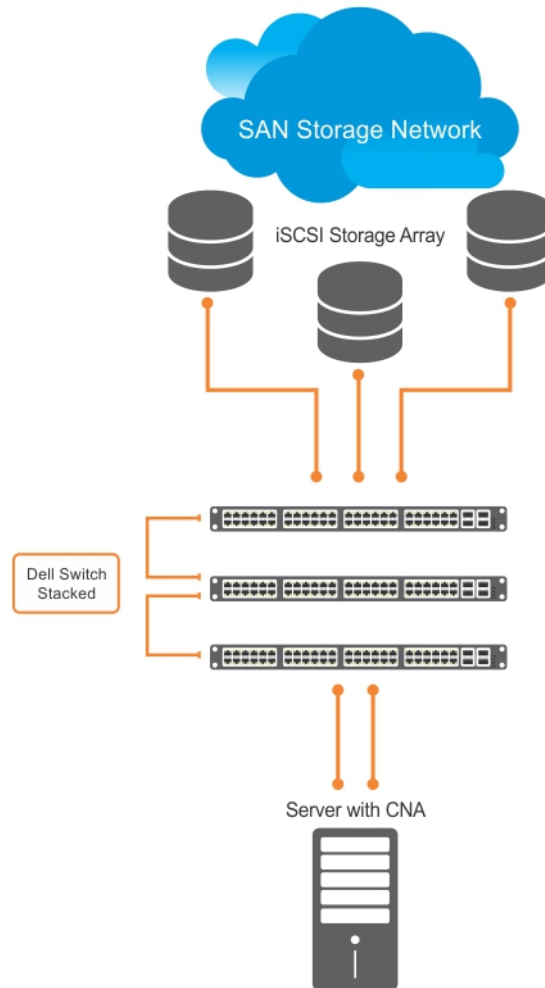 SAN Storage Network
iSCSI Storage Array
Dell Switch
Stacked
Server with CNA